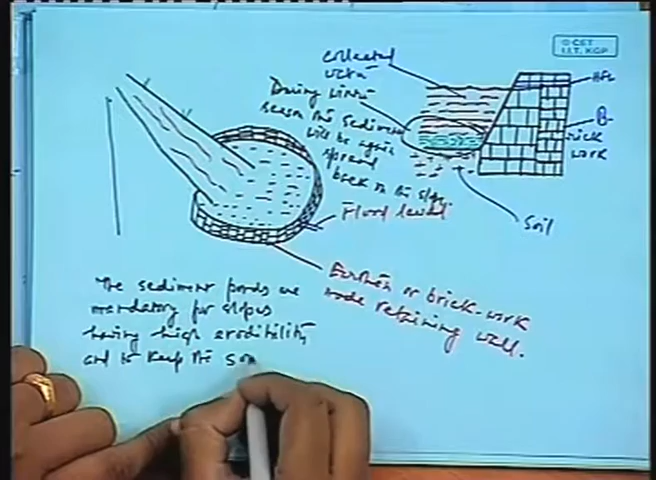 © CET
I.I.T. KGP
collected
water
HFL
During winter
season the sediment
will be again
spread
back on the slope.
Brick
work
Soil
Flood level
Earthen or brick-work
made retaining wall.
The sediment ponds are
mandatory for slopes
having high erodibility
and to keep the som